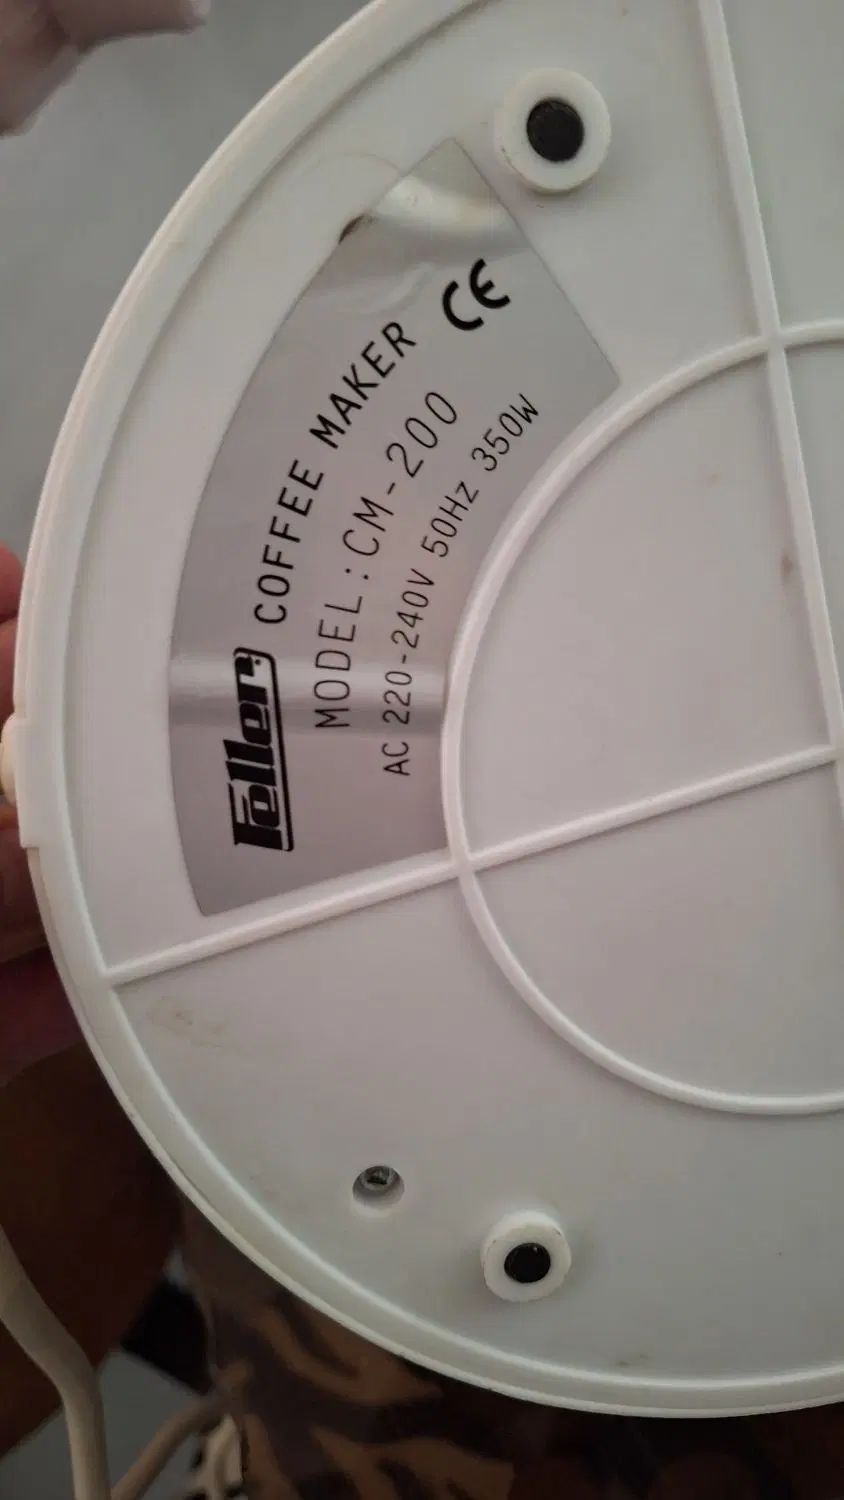 Feller COFFEE MAKER CE
MODEL: CM-200
AC 220-240V 50Hz 350W